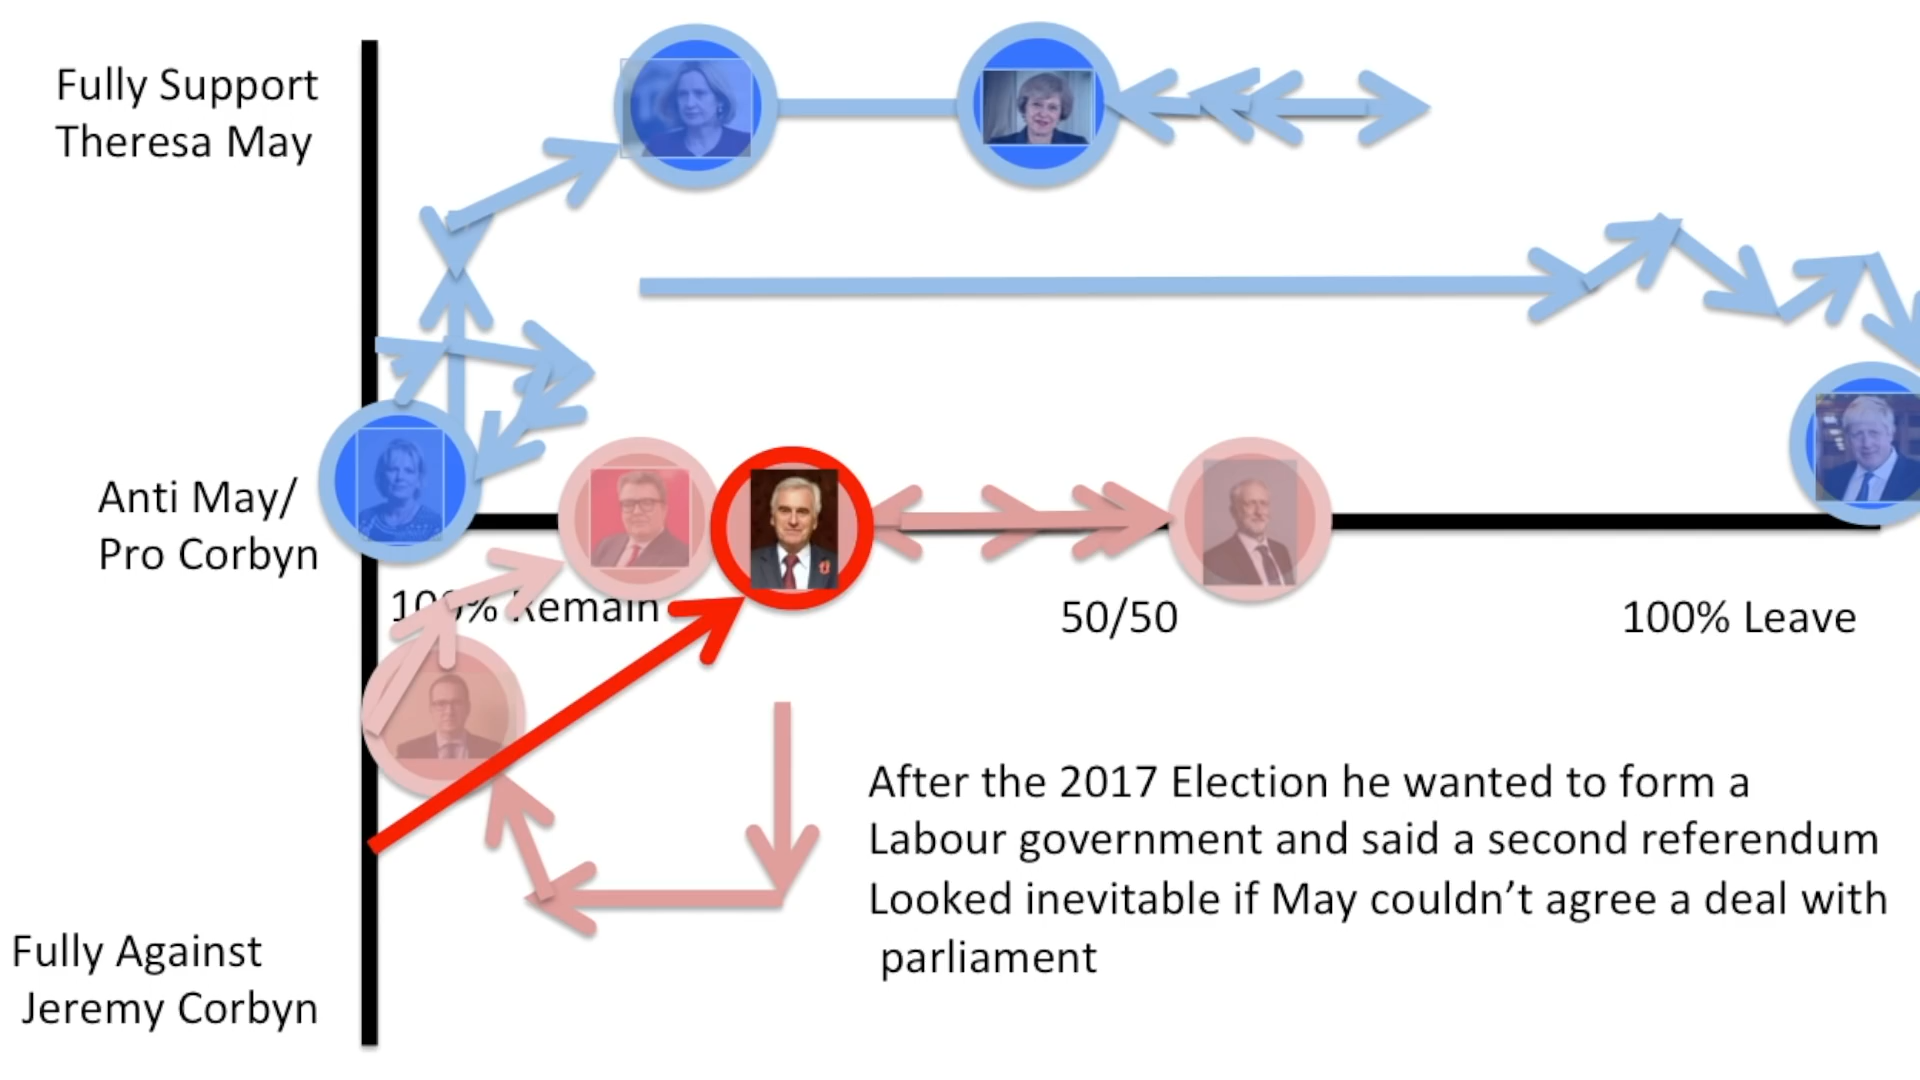 Fully Support
Theresa May
Anti May/
Pro Corbyn
100% Remain
50/50
100% Leave
After the 2017 Election he wanted to form a
Labour government and said a second referendum
Looked inevitable if May couldn’t agree a deal with
parliament
Fully Against
Jeremy Corbyn